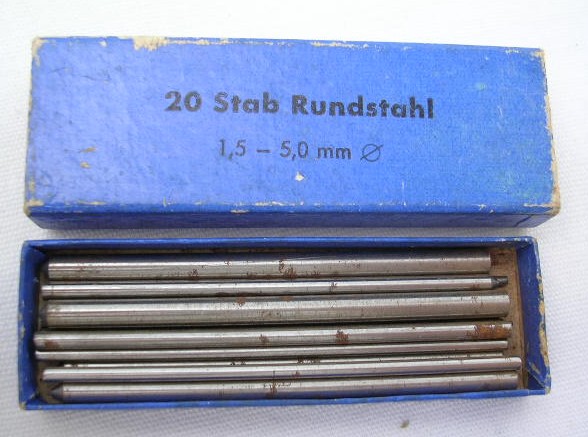 20 Stab Rundstahl
1,5 – 5,0 mm ∅